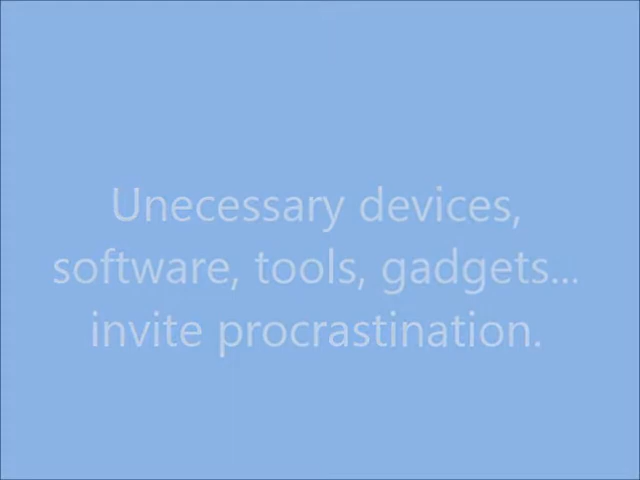 Unecessary devices,
software, tools, gadgets...
invite procrastination.